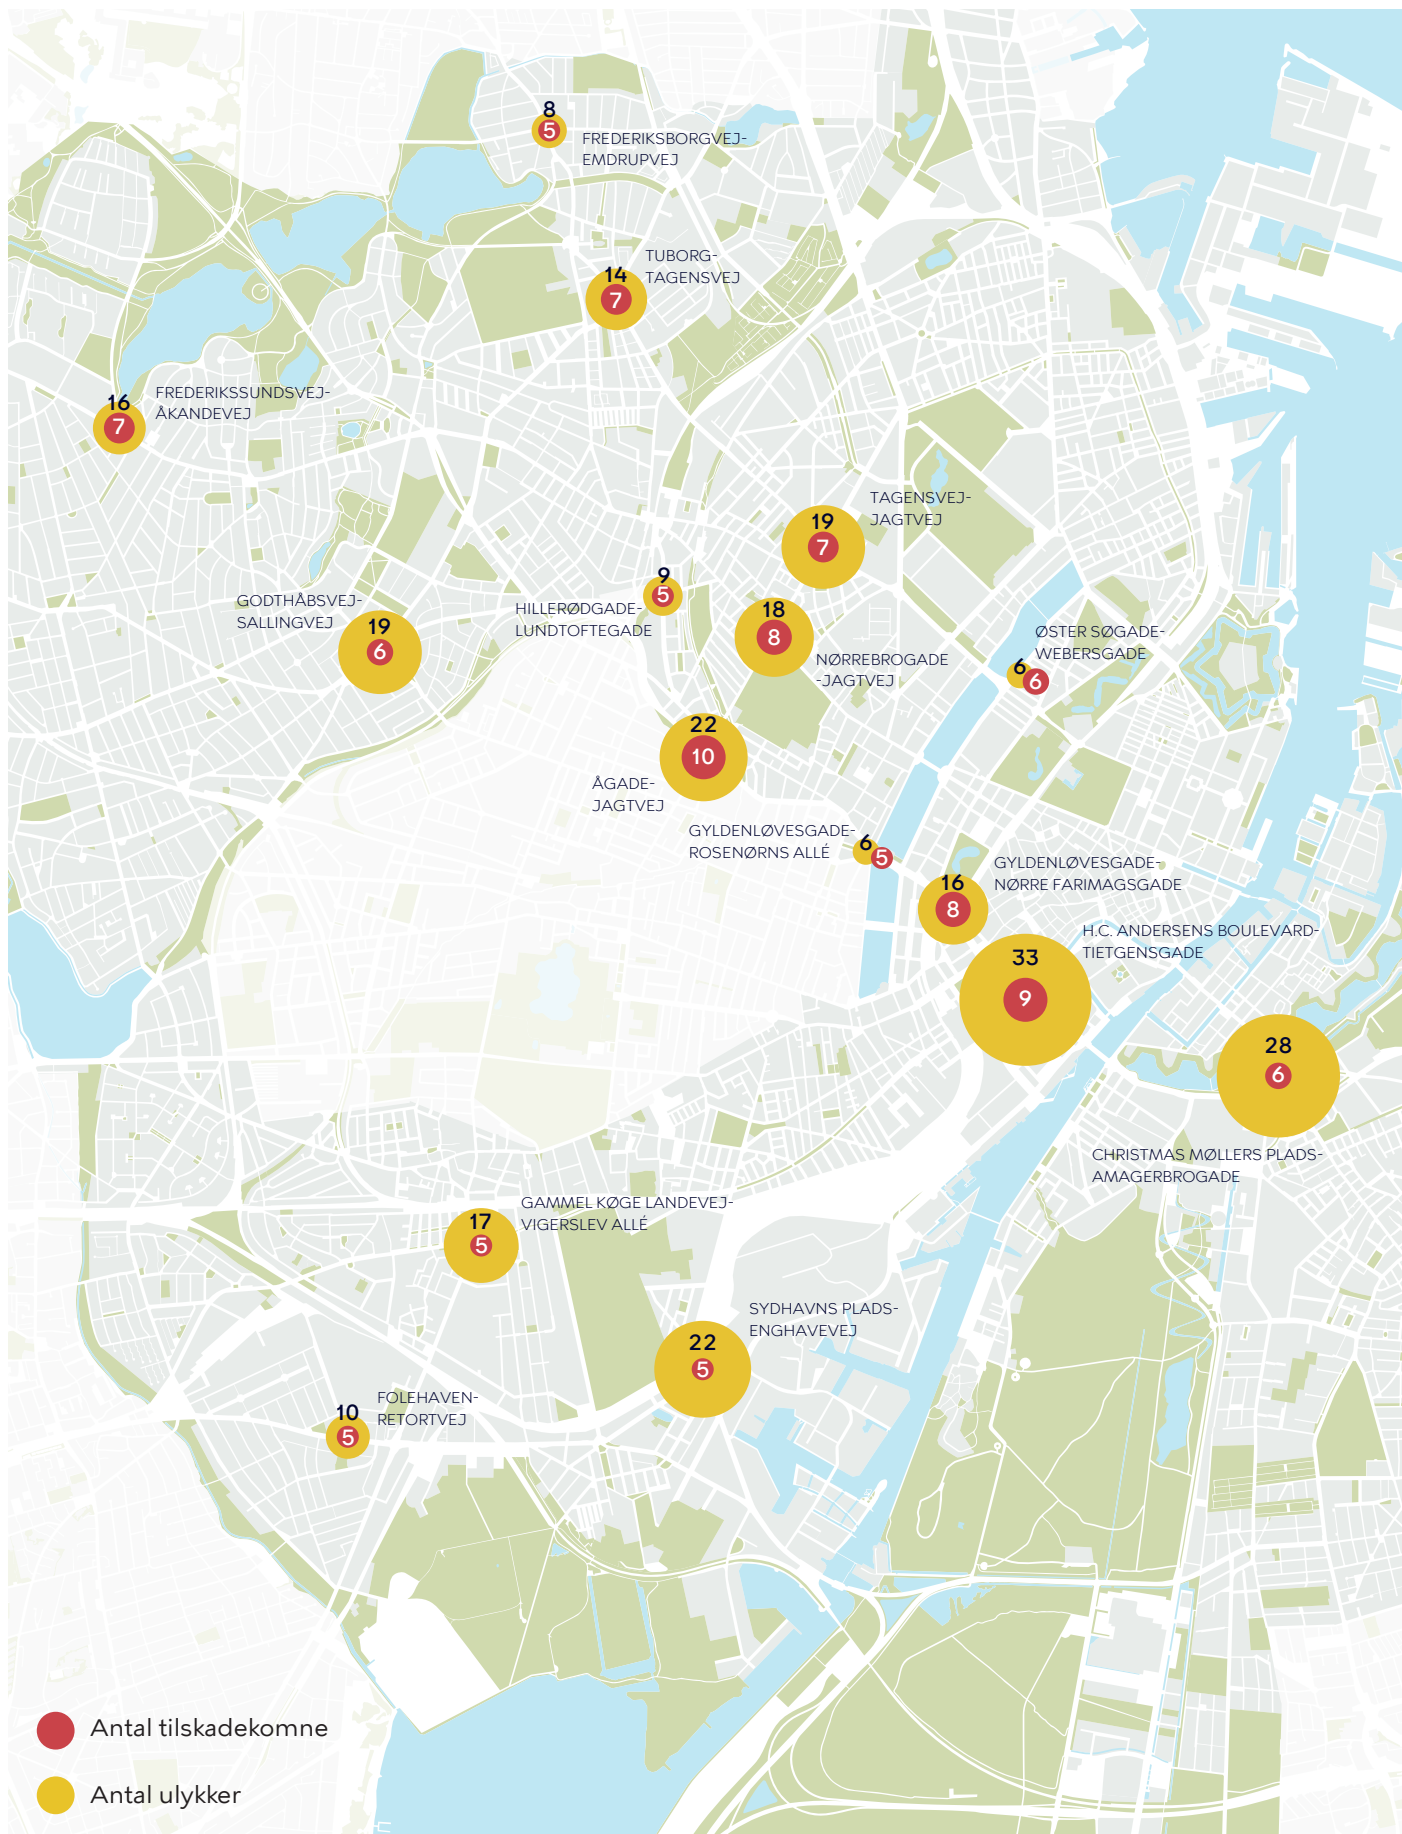 8
5
FREDERIKSBORGVEJ-
EMDRUPVEJ
TUBORG-
TAGENSVEJ
14
7
FREDERIKSSUNDSVEJ-
ÅKANDEVEJ
16
7
TAGENSVEJ-
JAGTVEJ
19
7
9
5
HILLERØDGADE-
LUNDTOFTEGADE
GODTHÅBSVEJ-
SALLINGVEJ
19
6
18
8
NØRREBROGADE
-JAGTVEJ
ØSTER SØGADE-
WEBERSGADE
6
6
22
10
ÅGADE-
JAGTVEJ
GYLDENLØVESGADE-
ROSENØRNS ALLÉ
6
5
GYLDENLØVESGADE-
NØRRE FARIMAGSGADE
16
8
H.C. ANDERSENS BOULEVARD-
TIETGENSGADE
33
9
28
6
CHRISTMAS MØLLERS PLADS-
AMAGERBROGADE
GAMMEL KØGE LANDEVEJ-
VIGERSLEV ALLÉ
17
5
SYDHAVNS PLADS-
ENGHAVEVEJ
22
5
FOLEHAVEN-
RETORTVEJ
10
5
Antal tilskadekomne
Antal ulykker